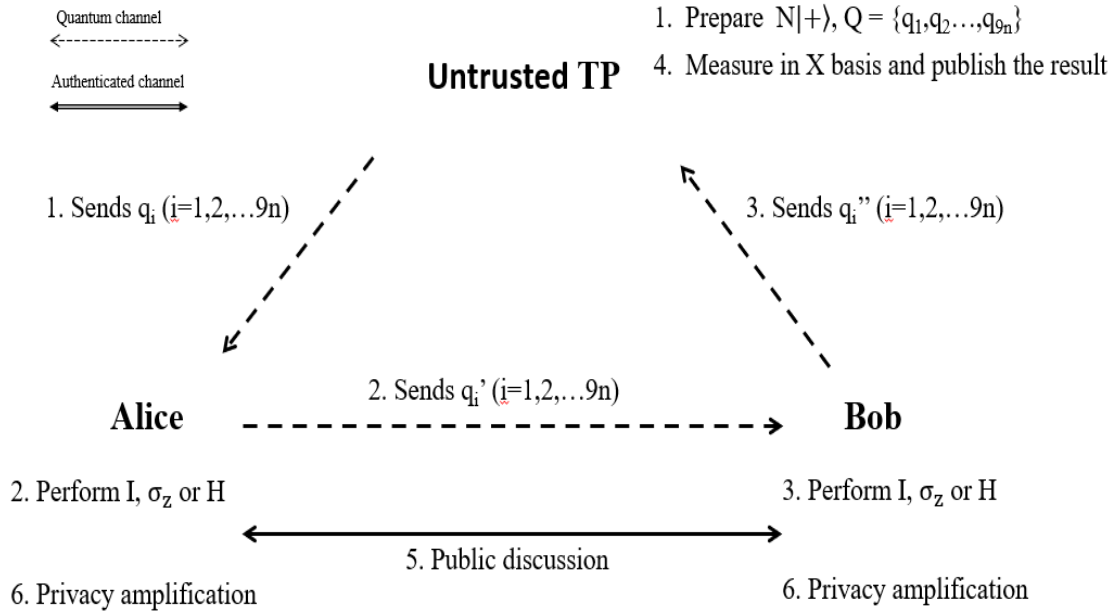 Quantum channel
Authenticated channel
1. Prepare N|+⟩, Q = {q₁,q₂…,q₉ₙ}
Untrusted TP
4. Measure in X basis and publish the result
1. Sends qᵢ (i=1,2,…9n)
3. Sends qᵢ” (i=1,2,…9n)
2. Sends qᵢ’ (i=1,2,…9n)
Alice
Bob
2. Perform I, σ_z or H
3. Perform I, σ_z or H
5. Public discussion
6. Privacy amplification
6. Privacy amplification